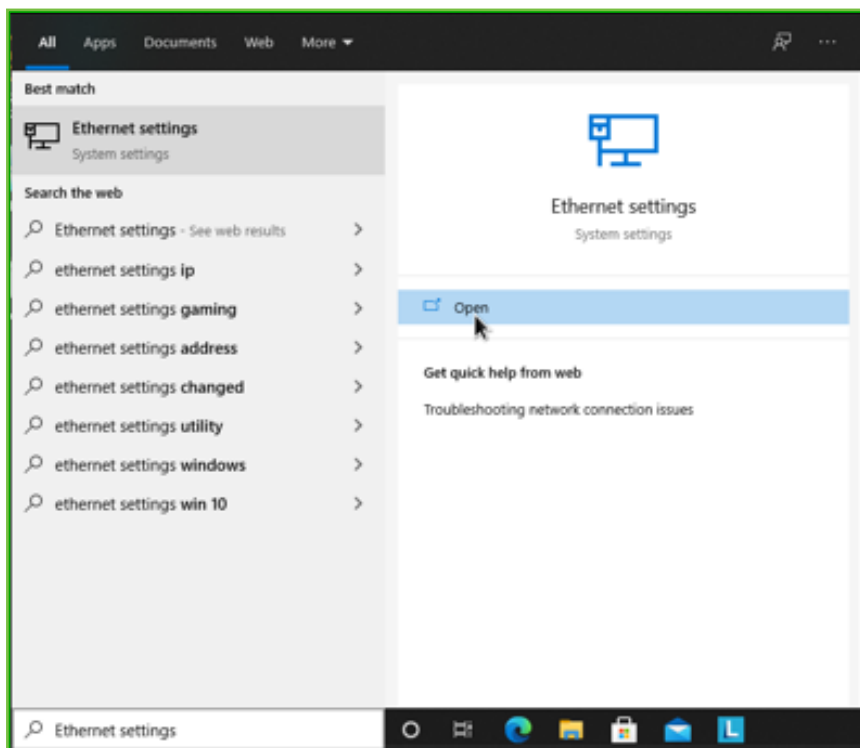 All Apps Documents Web More
Best match
Ethernet settings
System settings
Search the web
Ethernet settings - See web results
ethernet settings ip
ethernet settings gaming
ethernet settings address
ethernet settings changed
ethernet settings utility
ethernet settings windows
ethernet settings win 10
Ethernet settings
System settings
Open
Get quick help from web
Troubleshooting network connection issues
Ethernet settings
L